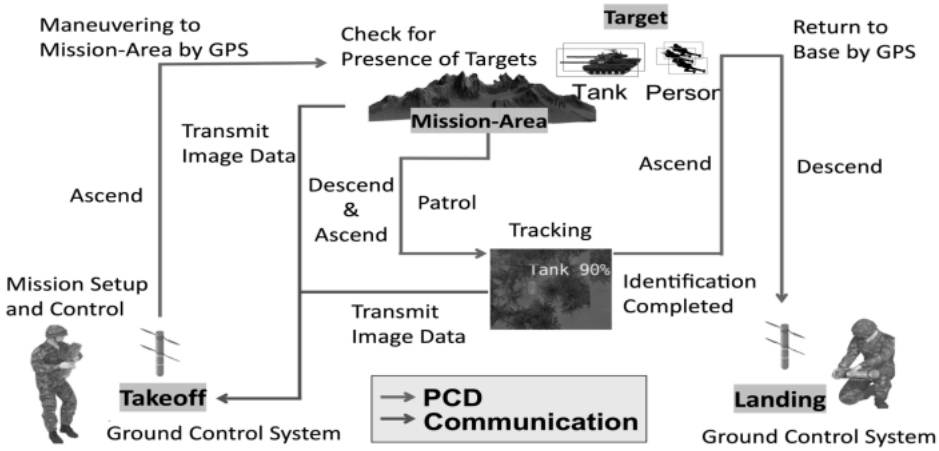 Maneuvering to
Mission-Area by GPS
Check for
Presence of Targets
Target
Tank
Person
Return to
Base by GPS
Mission-Area
Transmit
Image Data
Ascend
Descend
&
Ascend
Patrol
Ascend
Descend
Tracking
Tank 90%
Mission Setup
and Control
Transmit
Image Data
Identification
Completed
Takeoff
Ground Control System
PCD
Communication
Landing
Ground Control System